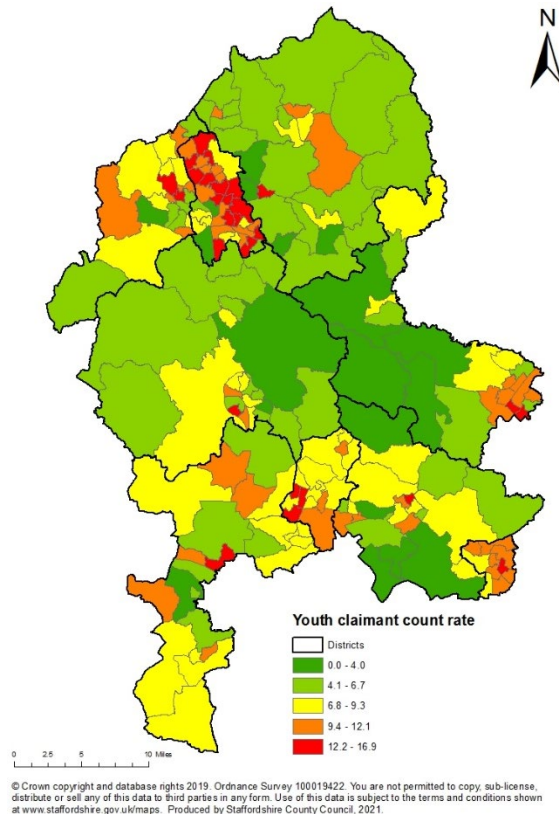 N
Youth claimant count rate
Districts
0.0 - 4.0
4.1 - 6.7
6.8 - 9.3
9.4 - 12.1
12.2 - 16.9
0 2.5 5 10 Miles
© Crown copyright and database rights 2019. Ordnance Survey 100019422. You are not permitted to copy, sub-license,
distribute or sell any of this data to third parties in any form. Use of this data is subject to the terms and conditions shown
at www.staffordshire.gov.uk/maps. Produced by Staffordshire County Council, 2021.